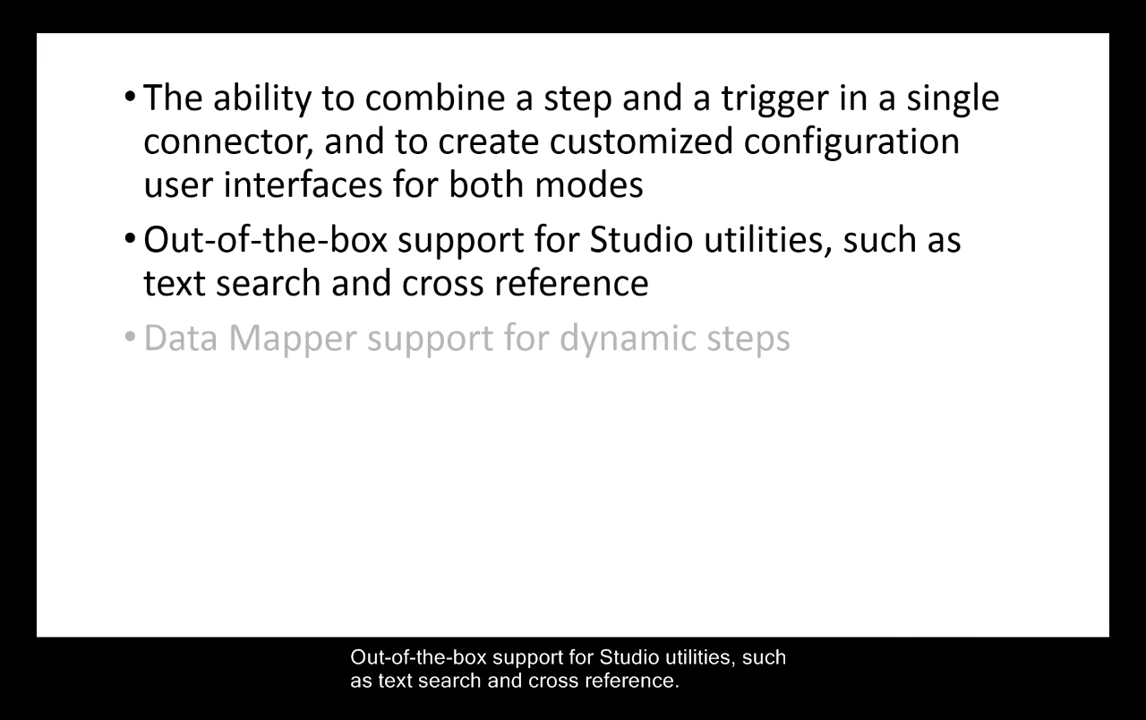 • The ability to combine a step and a trigger in a single
connector, and to create customized configuration
user interfaces for both modes
• Out-of-the-box support for Studio utilities, such as
text search and cross reference
• Data Mapper support for dynamic steps
Out-of-the-box support for Studio utilities, such
as text search and cross reference.